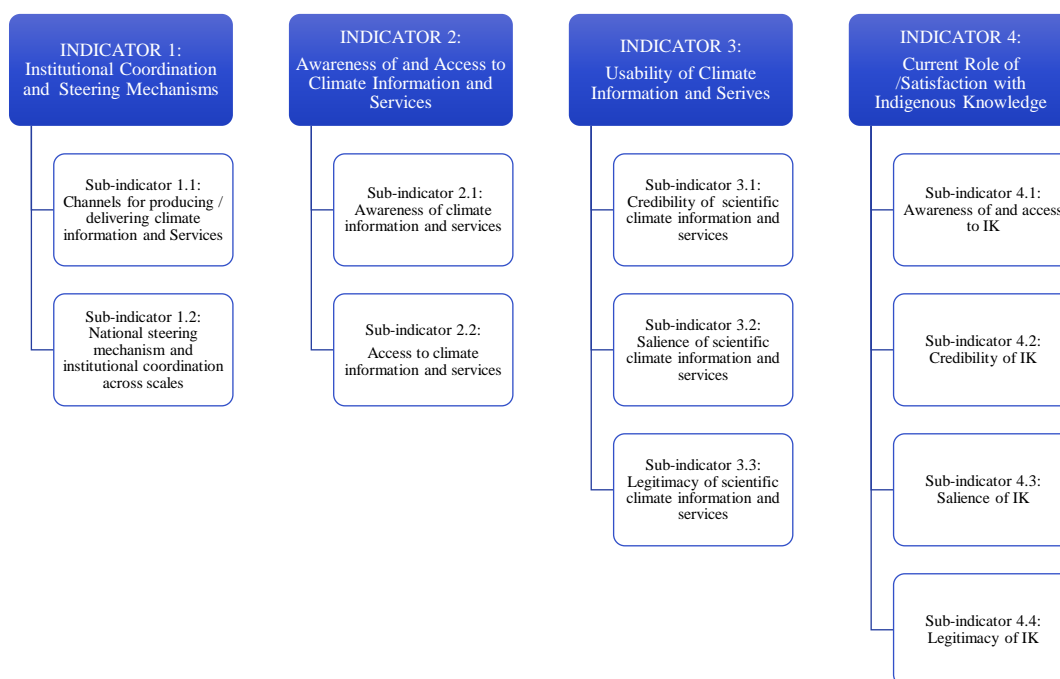 INDICATOR 1:
Institutional Coordination
and Steering Mechanisms
Sub-indicator 1.1:
Channels for producing /
delivering climate
information and Services
Sub-indicator 1.2:
National steering
mechanism and
institutional coordination
across scales
INDICATOR 2:
Awareness of and Access to
Climate Information and
Services
Sub-indicator 2.1:
Awareness of climate
information and services
Sub-indicator 2.2:
Access to climate
information and services
INDICATOR 3:
Usability of Climate
Information and Serives
Sub-indicator 3.1:
Credibility of scientific
climate information and
services
Sub-indicator 3.2:
Salience of scientific
climate information and
services
Sub-indicator 3.3:
Legitimacy of scientific
climate information and
services
INDICATOR 4:
Current Role of
/Satisfaction with
Indigenous Knowledge
Sub-indicator 4.1:
Awareness of and access
to IK
Sub-indicator 4.2:
Credibility of IK
Sub-indicator 4.3:
Salience of IK
Sub-indicator 4.4:
Legitimacy of IK